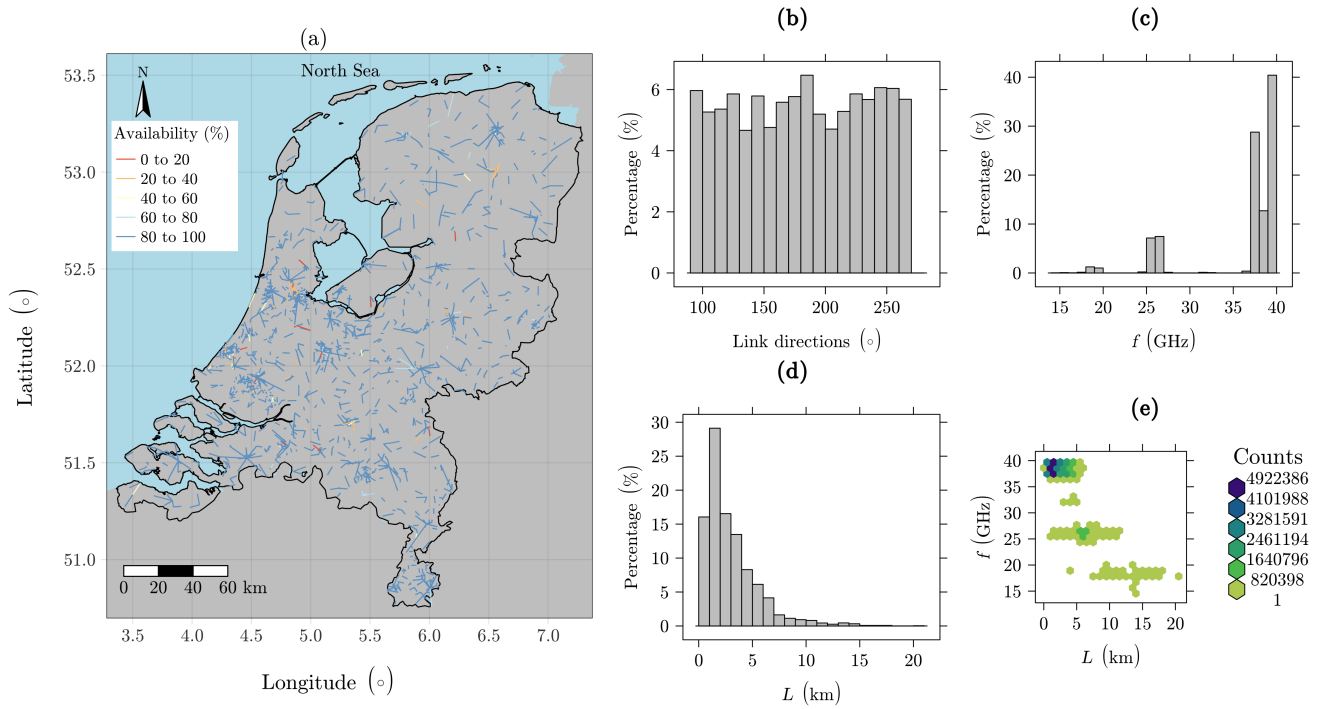 (a)
North Sea
N
Availability (%)
0 to 20
20 to 40
40 to 60
60 to 80
80 to 100
53.5
53.0
52.5
52.0
51.5
51.0
Latitude (○)
0 20 40 60 km
3.5 4.0 4.5 5.0 5.5 6.0 6.5 7.0
Longitude (○)
(b)
6
4
2
0
Percentage (%)
100 150 200 250
Link directions (○)
(c)
40
30
20
10
0
Percentage (%)
15 20 25 30 35 40
f (GHz)
(d)
30
25
20
15
10
5
0
Percentage (%)
0 5 10 15 20
L (km)
(e)
40
35
30
25
20
15
f (GHz)
0 5 10 15 20
L (km)
Counts
4922386
4101988
3281591
2461194
1640796
820398
1